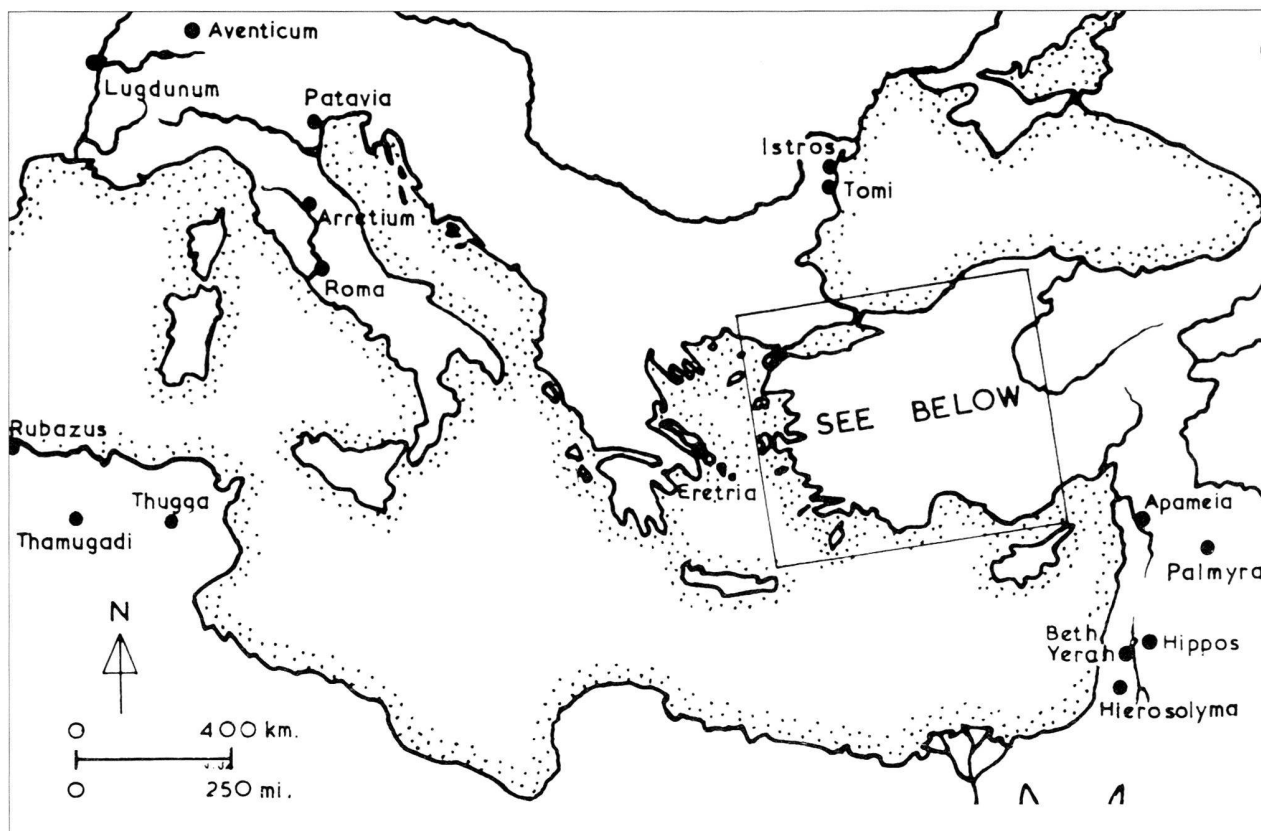 Aventicum
Lugdunum
Patavia
Istros
Tomi
Arretium
Roma
SEE BELOW
Rubazus
Thugga
Thamugadi
Eretria
Apameia
Palmyra
N
Beth
Yerah
Hippos
Hierosolyma
0 400 km.
0 250 mi.